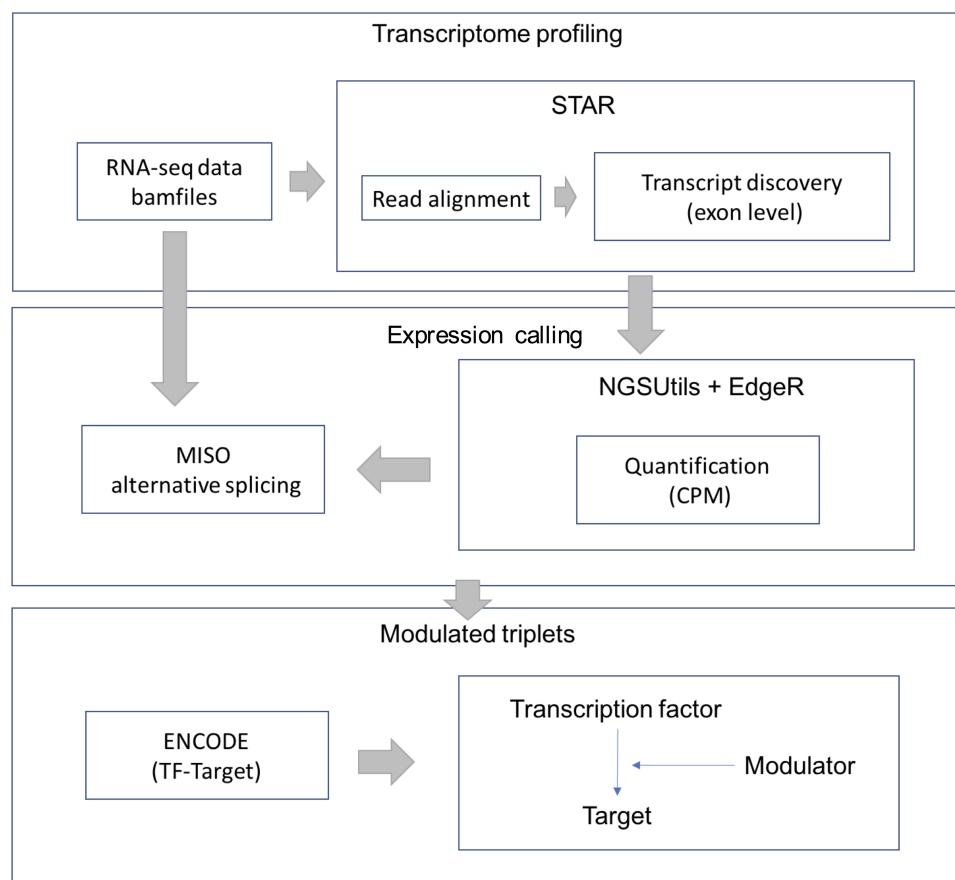 Transcriptome profiling
STAR
RNA-seq data
bamfiles
Read alignment
Transcript discovery
(exon level)
Expression calling
NGSUtils + EdgeR
MISO
alternative splicing
Quantification
(CPM)
Modulated triplets
ENCODE
(TF-Target)
Transcription factor
Modulator
Target